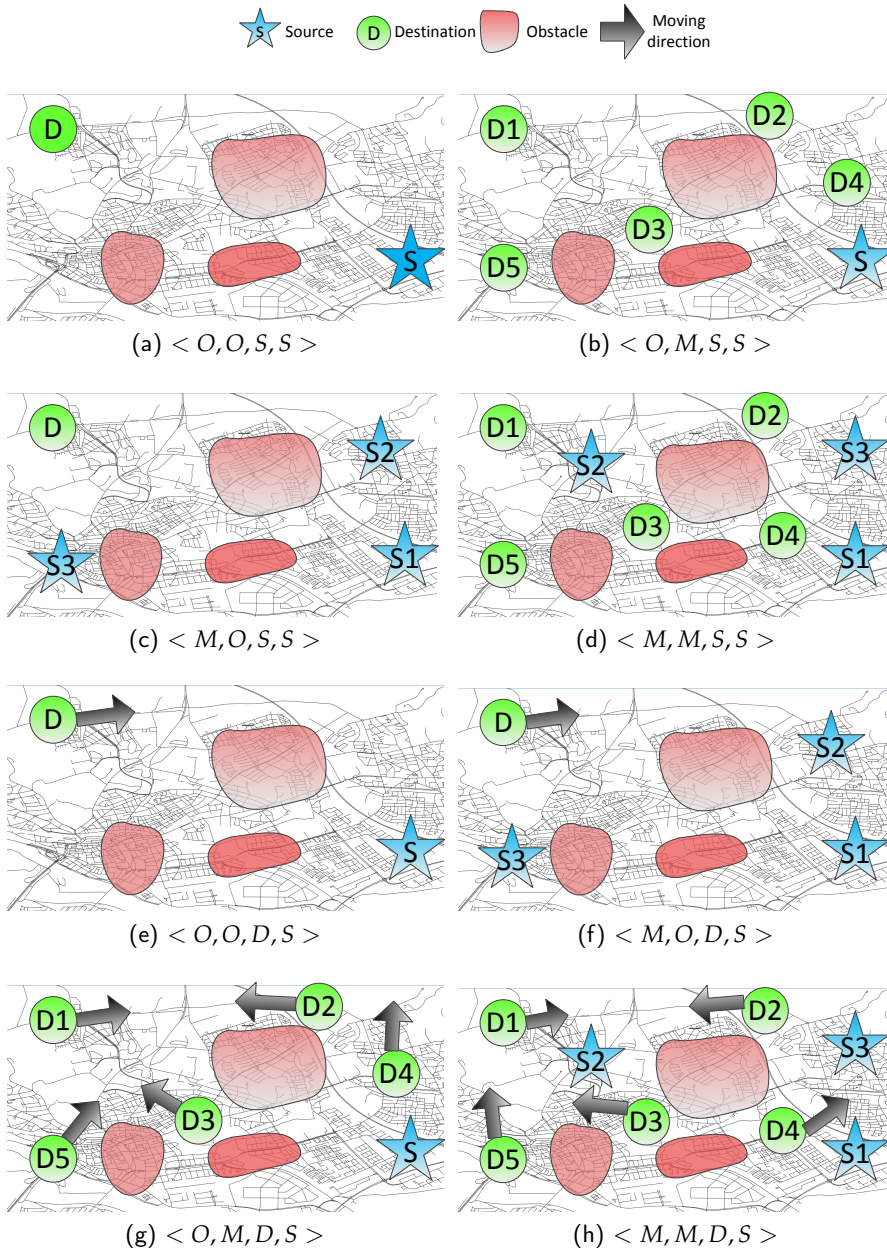 S Source D Destination Obstacle Moving direction
D
S
(a) < O, O, S, S >
D1
D2
D4
D3
D5
S
(b) < O, M, S, S >
D
S2
S3
S1
(c) < M, O, S, S >
D1
D2
S2
S3
D3
D4
D5
S1
(d) < M, M, S, S >
D
S
(e) < O, O, D, S >
D
S2
S3
S1
(f) < M, O, D, S >
D1
D2
D4
D3
D5
S
(g) < O, M, D, S >
D1
D2
S2
S3
D3
D4
D5
S1
(h) < M, M, D, S >